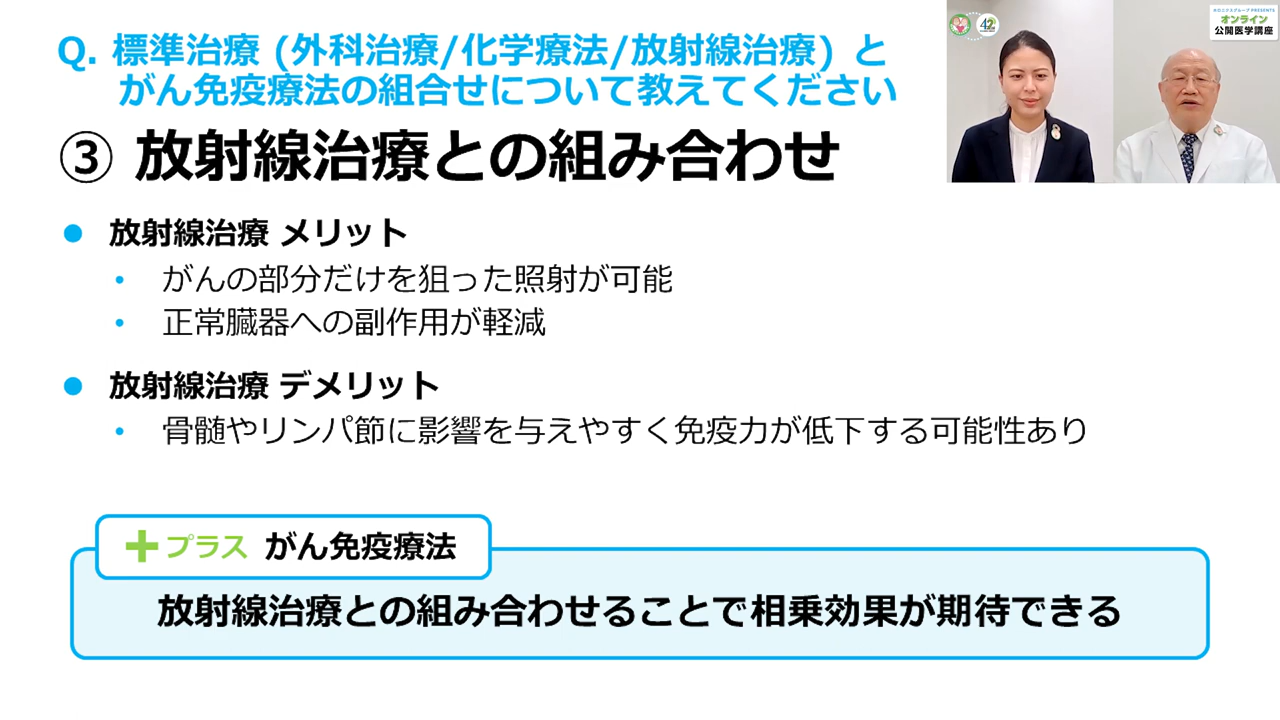 Q. 標準治療 (外科治療/化学療法/放射線治療) と
がん免疫療法の組合せについて教えてください
③ 放射線治療との組み合わせ
放射線治療 メリット
がんの部分だけを狙った照射が可能
正常臓器への副作用が軽減
放射線治療 デメリット
骨髄やリンパ節に影響を与えやすく免疫力が低下する可能性あり
プラス がん免疫療法
放射線治療との組み合わせることで相乗効果が期待できる
42
PRESENTS
オンライン
公開医学講座